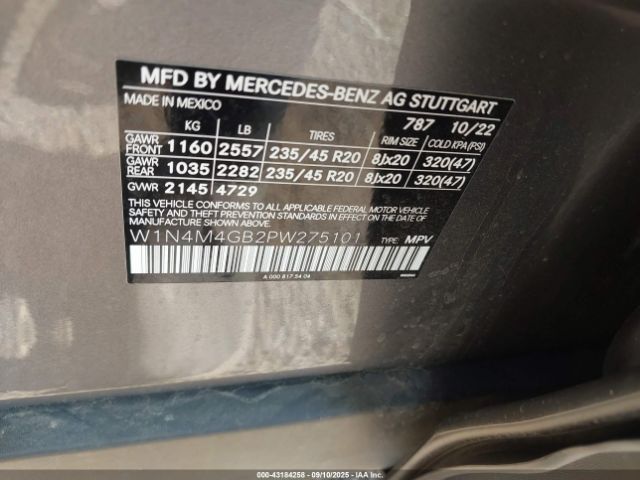 MFD BY MERCEDES-BENZ AG STUTTGART
MADE IN MEXICO 787 10/22
KG LB TIRES RIM SIZE COLD KPA(PSI)
GAWR FRONT 1160 2557 235/45 R20 8Jx20 320(47)
GAWR REAR 1035 2282 235/45 R20 8Jx20 320(47)
GVWR 2145 4729
THIS VEHICLE CONFORMS TO ALL APPLICABLE FEDERAL MOTOR VEHICLE
SAFETY AND THEFT PREVENTION STANDARDS IN EFFECT ON THE DATE
OF MANUFACTURE SHOWN ABOVE.
W1N4M4GB2PW275101 TYPE: MPV
A 000 817 54 04
000-43184258 - 09/10/2025 - IAA Inc.